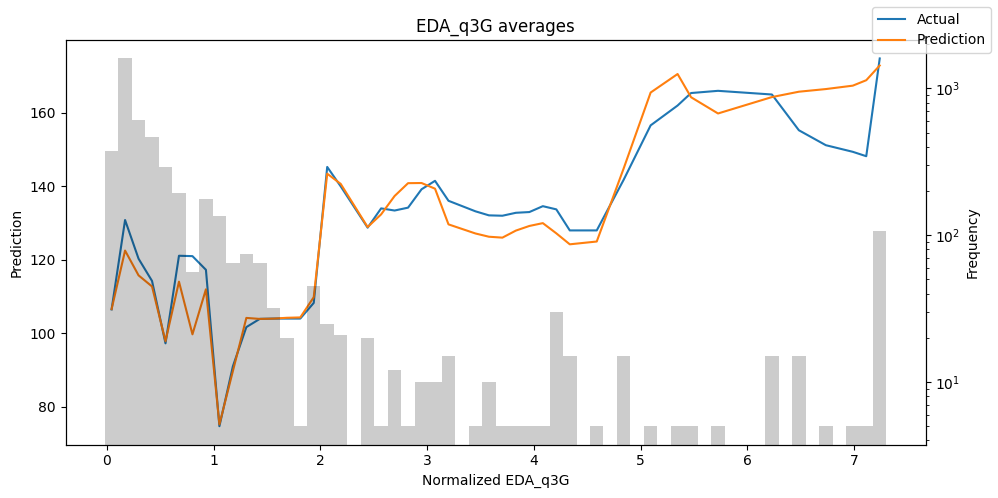 EDA_q3G averages
Actual
Prediction
Prediction
160
140
120
100
80
10³
10²
10¹
Frequency
0 1 2 3 4 5 6 7
Normalized EDA_q3G